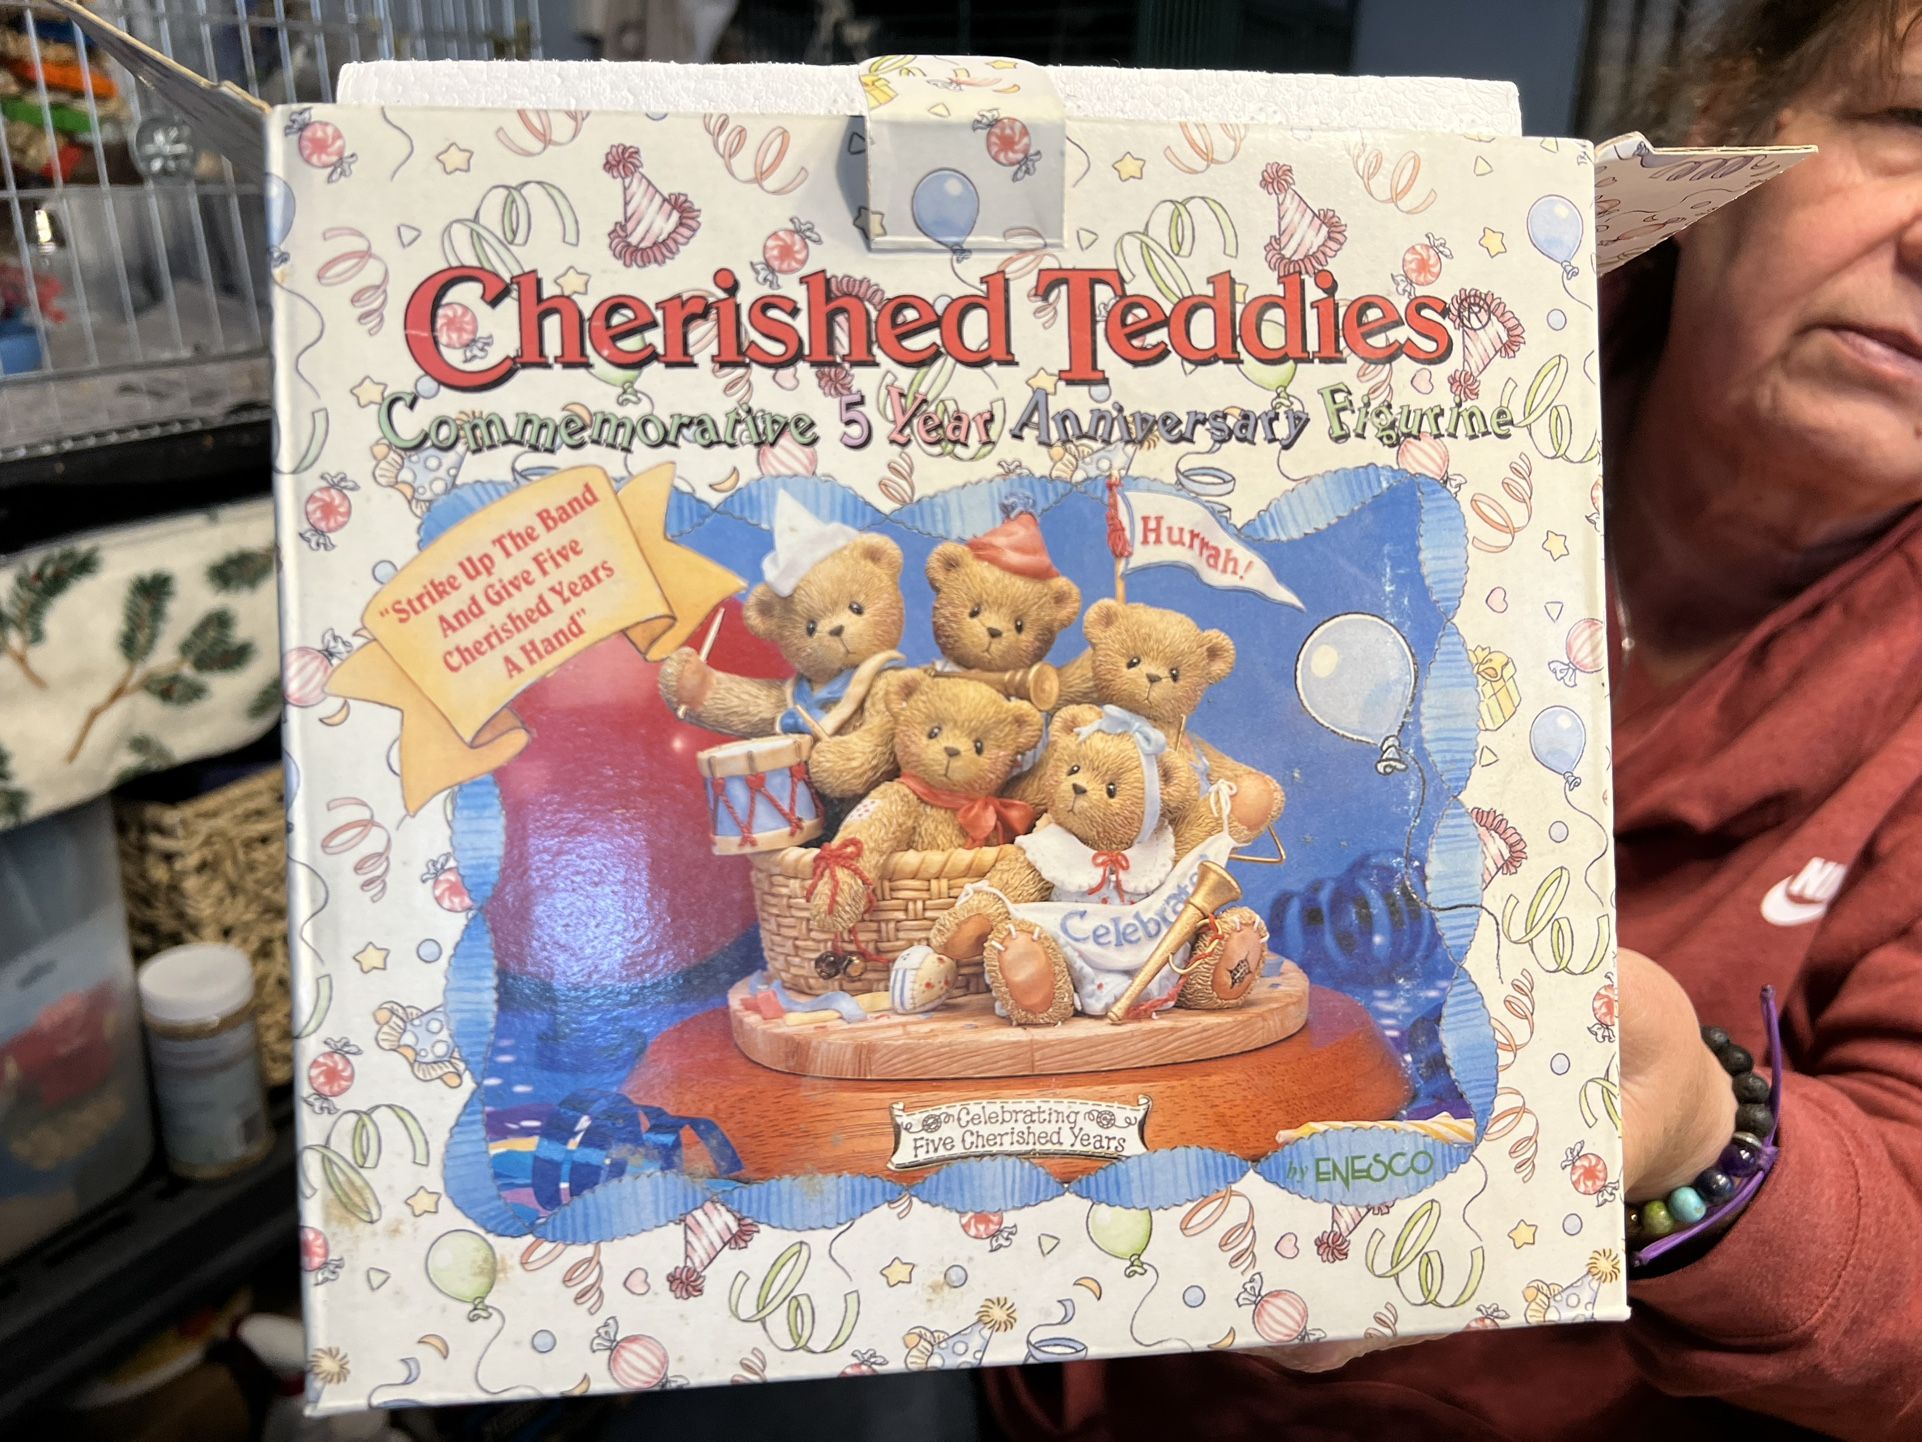 Cherished Teddies®
Commemorative 5 Year Anniversary Figurine
"Strike Up The Band
And Give Five
Cherished Years
A Hand"
Hurrah!
Celebrate
Celebrating
Five Cherished Years
by ENESCO